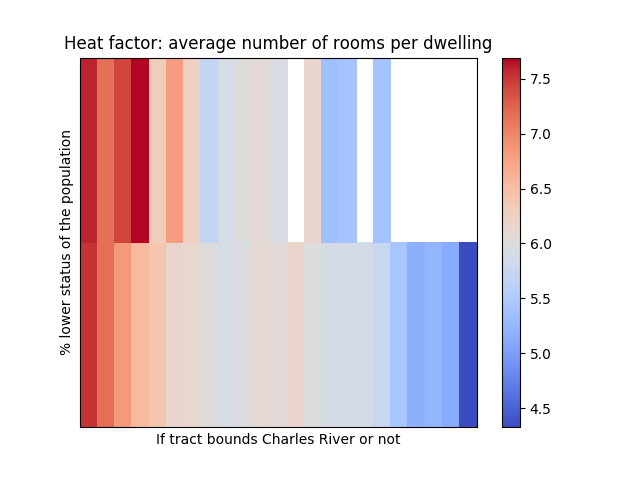 Heat factor: average number of rooms per dwelling
% lower status of the population
If tract bounds Charles River or not
7.5
7.0
6.5
6.0
5.5
5.0
4.5